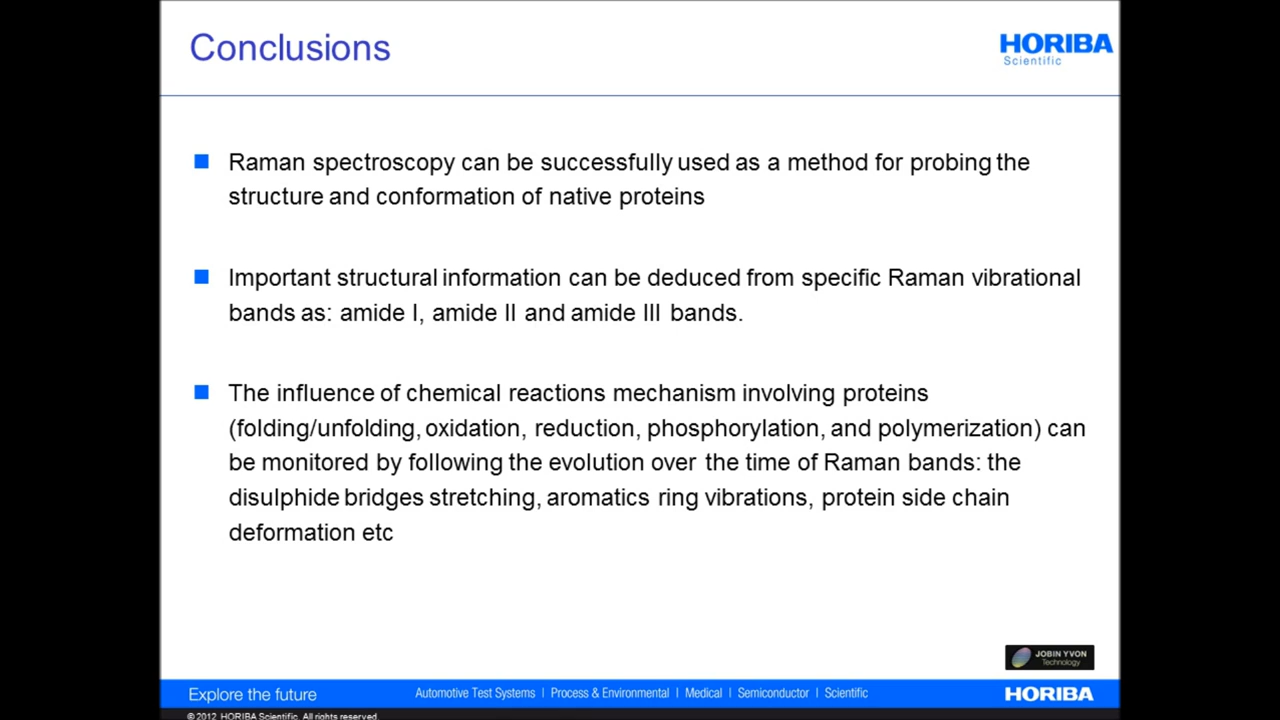 Conclusions
HORIBA
Scientific
Raman spectroscopy can be successfully used as a method for probing the
structure and conformation of native proteins
Important structural information can be deduced from specific Raman vibrational
bands as: amide I, amide II and amide III bands.
The influence of chemical reactions mechanism involving proteins
(folding/unfolding, oxidation, reduction, phosphorylation, and polymerization) can
be monitored by following the evolution over the time of Raman bands: the
disulphide bridges stretching, aromatics ring vibrations, protein side chain
deformation etc
JOBIN YVON
Technology
Explore the future
Automotive Test Systems | Process & Environmental | Medical | Semiconductor | Scientific
HORIBA
© 2012 HORIBA Scientific. All rights reserved.